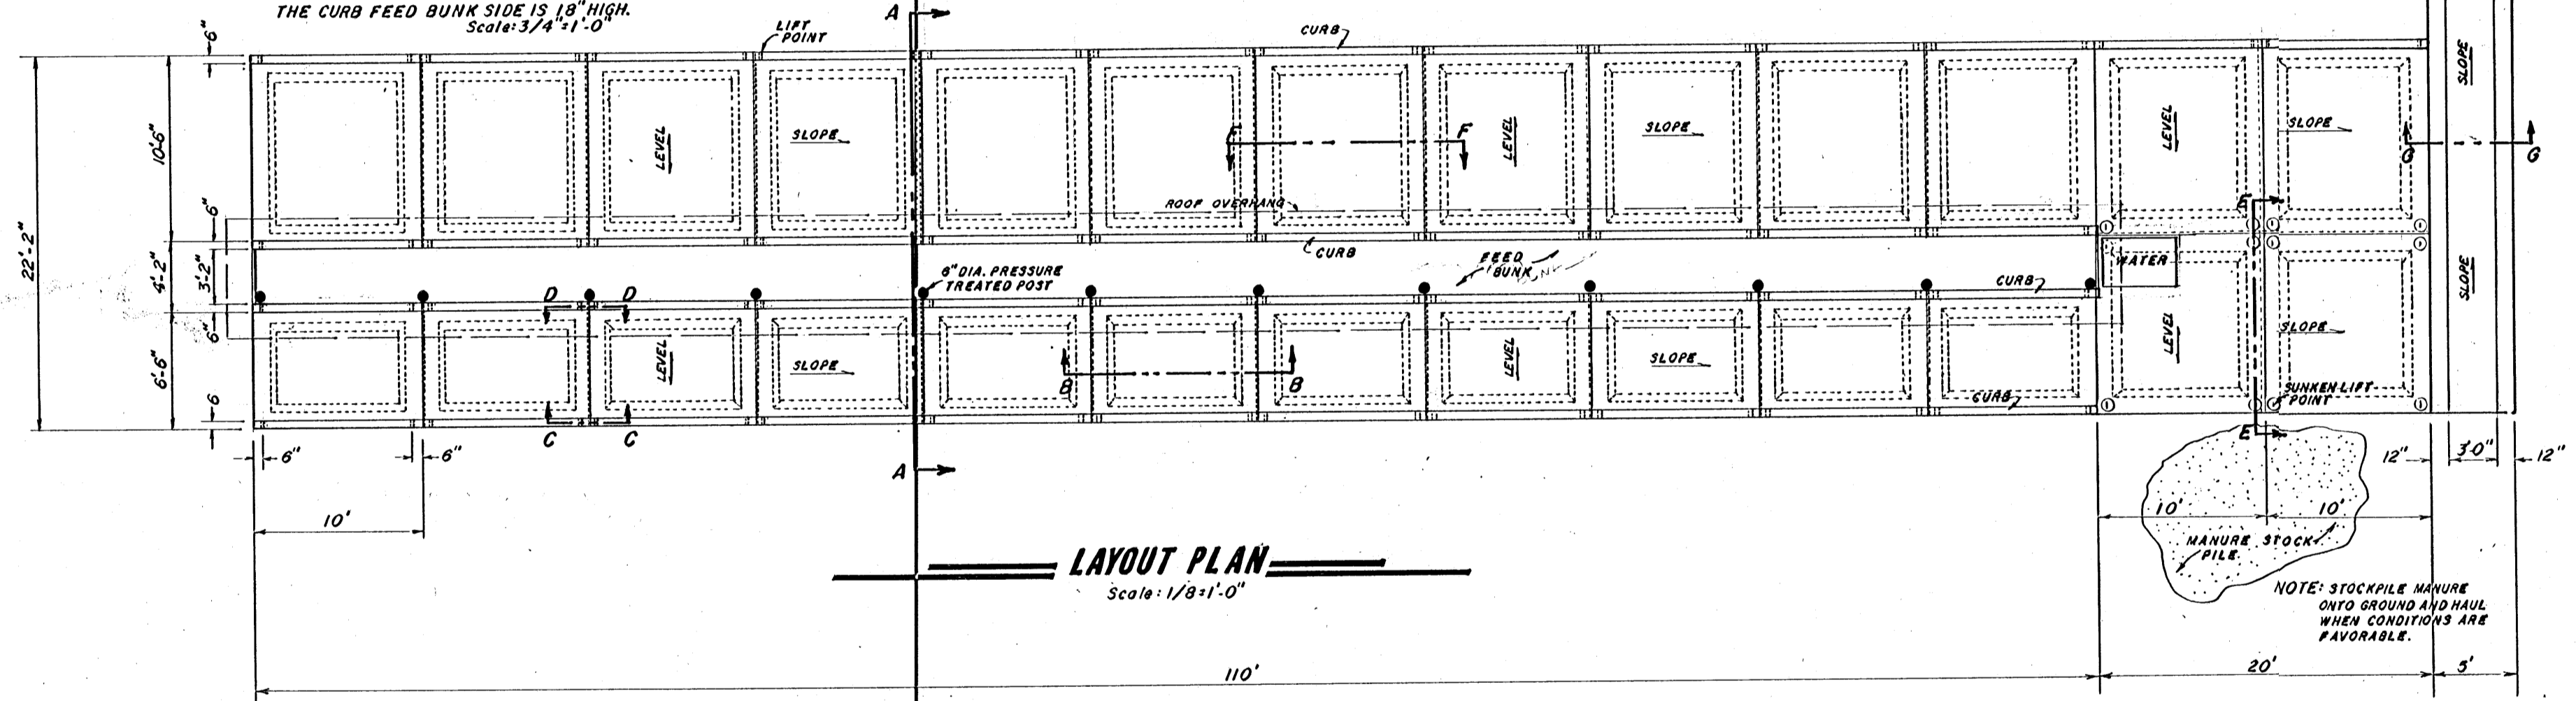 THE CURB FEED BUNK SIDE IS 18" HIGH.
Scale: 3/4"=1'-0"
A
LIFT
POINT
CURB
6"
SLOPE
10'-6"
LEVEL
SLOPE
F
F
LEVEL
SLOPE
LEVEL
SLOPE
G
G
6"
ROOF OVERHANG
E
22'-2"
4'-2"
3'-2"
CURB
FEED
BUNK
WATER
6" DIA. PRESSURE
TREATED POST
CURB
SLOPE
D
D
6"
6'-6"
LEVEL
SLOPE
B
B
LEVEL
SLOPE
LEVEL
SLOPE
6
CURB
SUNKEN LIFT
POINT
C
C
E
6"
6"
A
12"
3'-0"
12"
10'
10'
10'
MANURE STOCK
PILE
LAYOUT PLAN
Scale: 1/8=1'-0"
NOTE: STOCKPILE MANURE
ONTO GROUND AND HAUL
WHEN CONDITIONS ARE
FAVORABLE.
110'
20'
5'